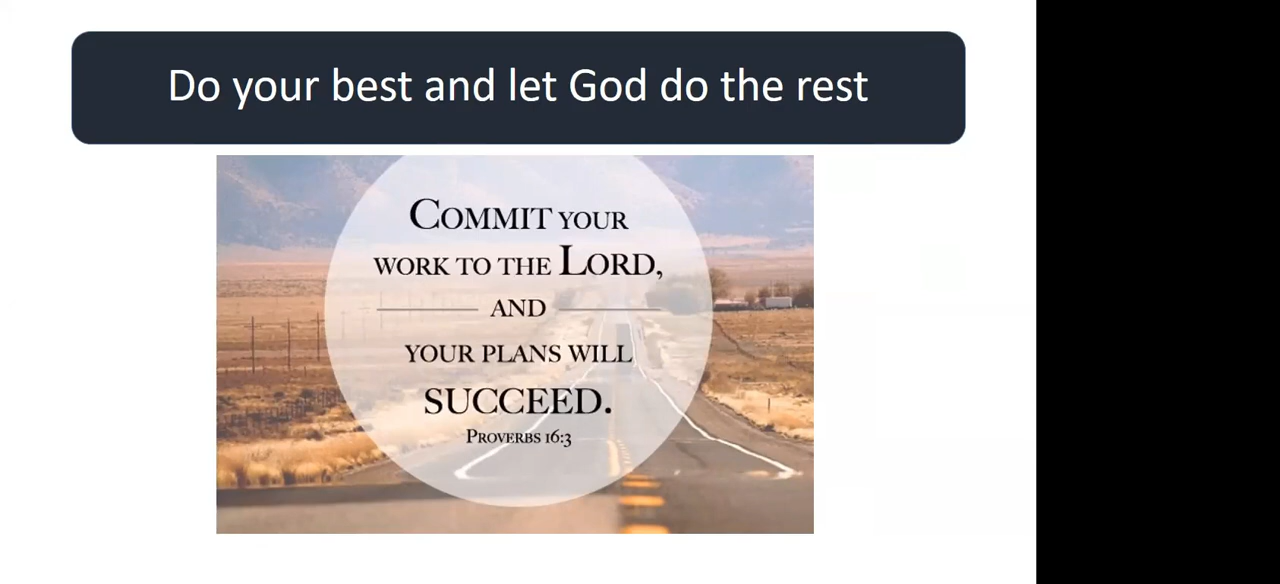 Do your best and let God do the rest
COMMIT YOUR
WORK TO THE LORD,
AND
YOUR PLANS WILL
SUCCEED.
PROVERBS 16:3